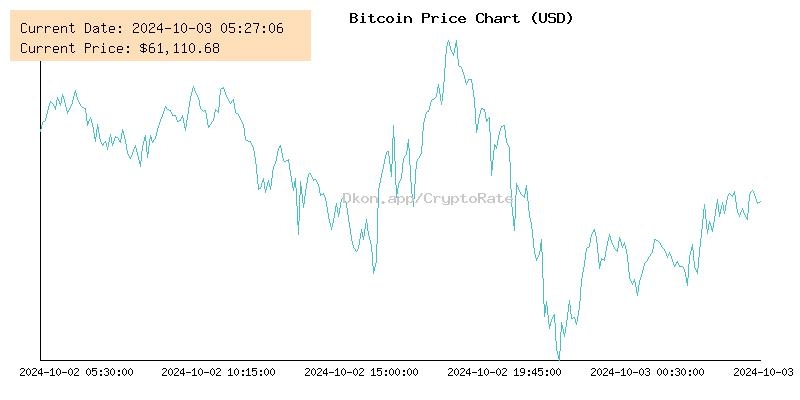 Bitcoin Price Chart (USD)
Current Date: 2024-10-03 05:27:06
Current Price: $61,110.68
Dkon.app/CryptoRate
2024-10-02 05:30:00 2024-10-02 10:15:00 2024-10-02 15:00:00 2024-10-02 19:45:00 2024-10-03 00:30:00 2024-10-03